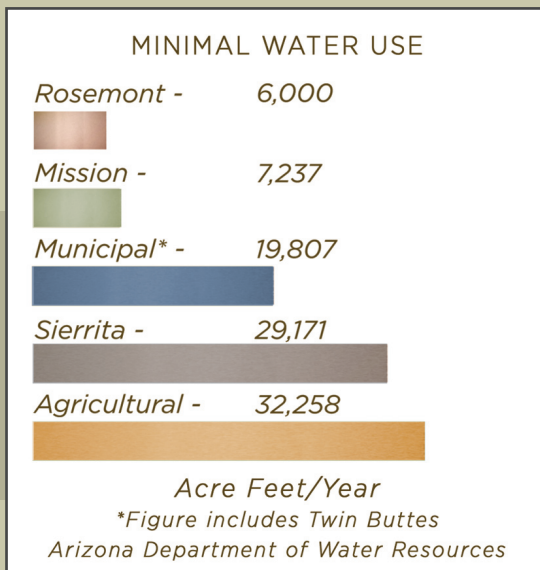 MINIMAL WATER USE
Rosemont - 6,000
Mission - 7,237
Municipal* - 19,807
Sierrita - 29,171
Agricultural - 32,258
Acre Feet/Year
*Figure includes Twin Buttes
Arizona Department of Water Resources